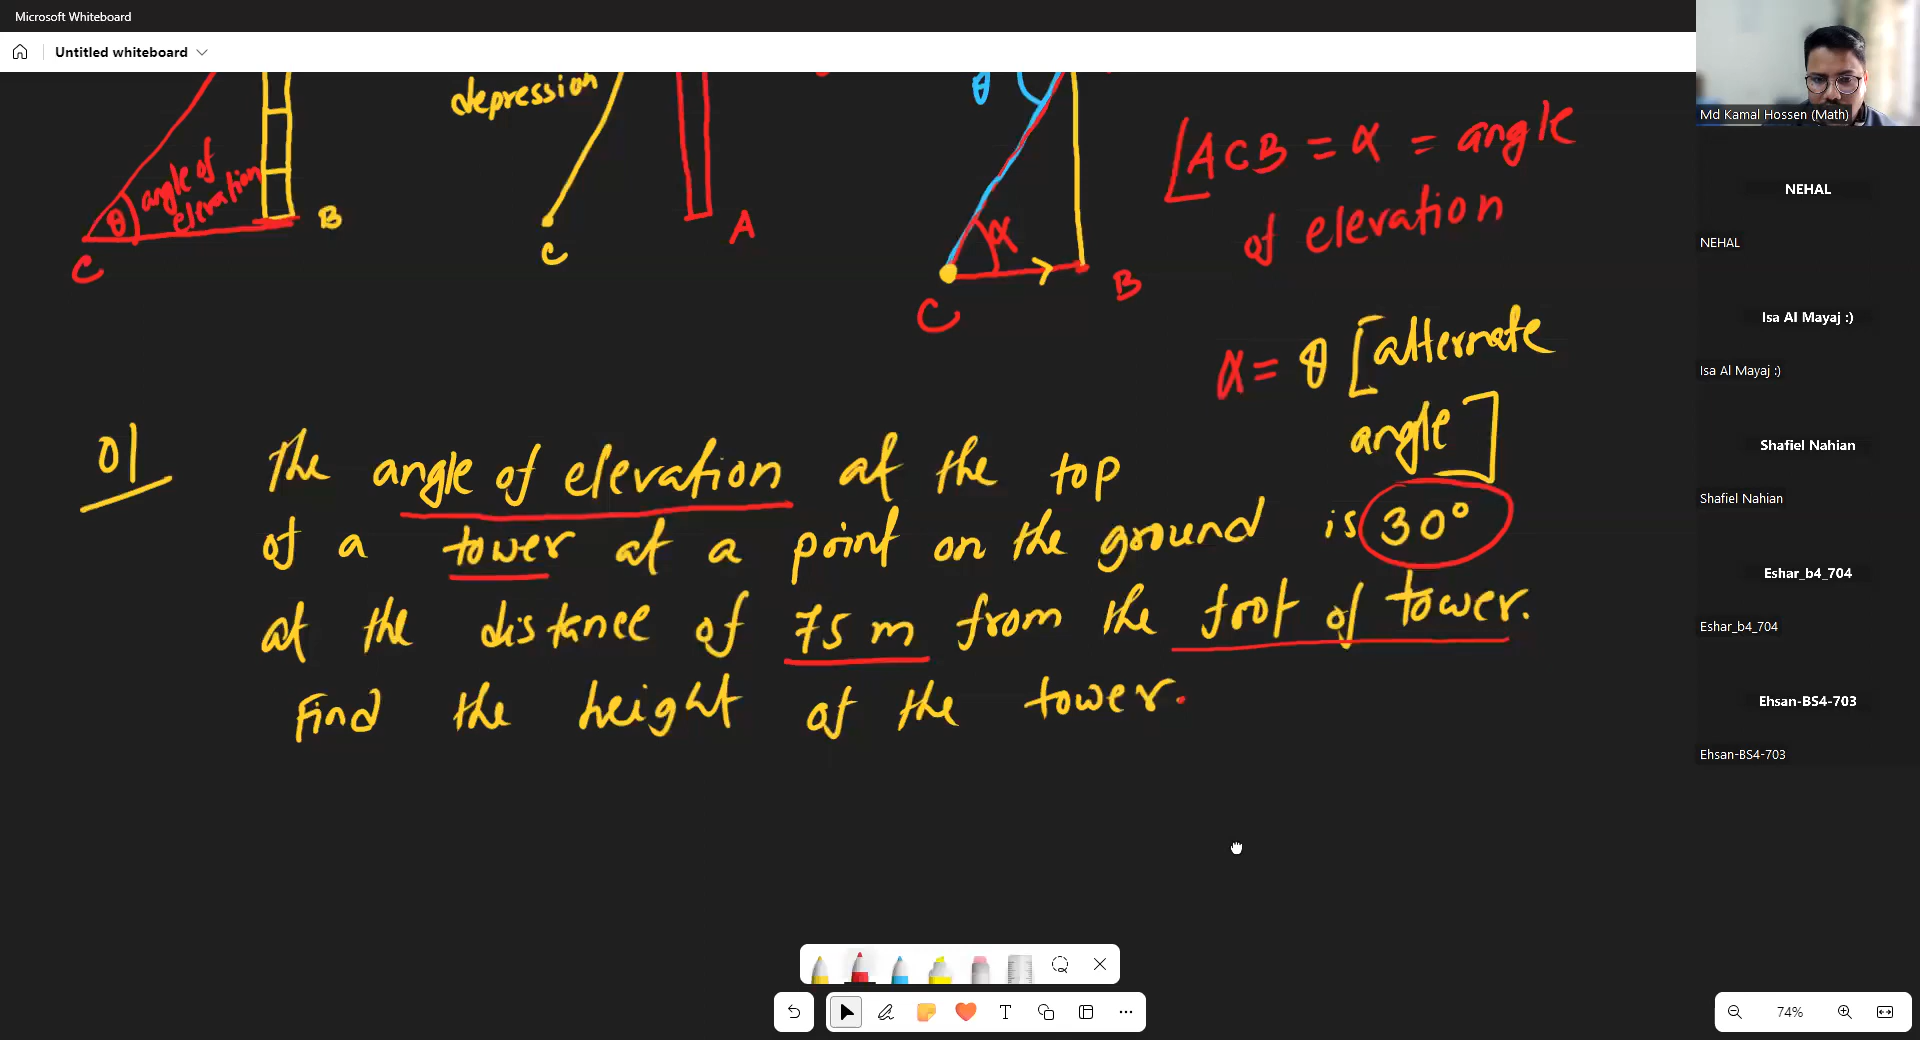 Microsoft Whiteboard
Untitled whiteboard
depression
θ
angle of
elevation
θ
B
C
C
A
α
C
B
∠ACB = α = angle
of elevation
α = θ [alternate
angle]
01
The angle of elevation at the top
of a tower at a point on the ground is 30°
at the distance of 75 m from the foot of tower.
Find the height of the tower.
Md Kamal Hossen (Math)
NEHAL
NEHAL
Isa Al Mayaj :)
Isa Al Mayaj :)
Shafiel Nahian
Shafiel Nahian
Eshar_b4_704
Eshar_b4_704
Ehsan-BS4-703
Ehsan-BS4-703
T
74%